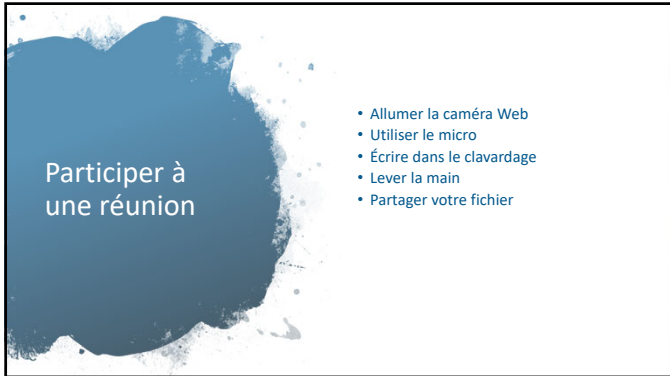 Participer à
une réunion
• Allumer la caméra Web
• Utiliser le micro
• Écrire dans le clavardage
• Lever la main
• Partager votre fichier